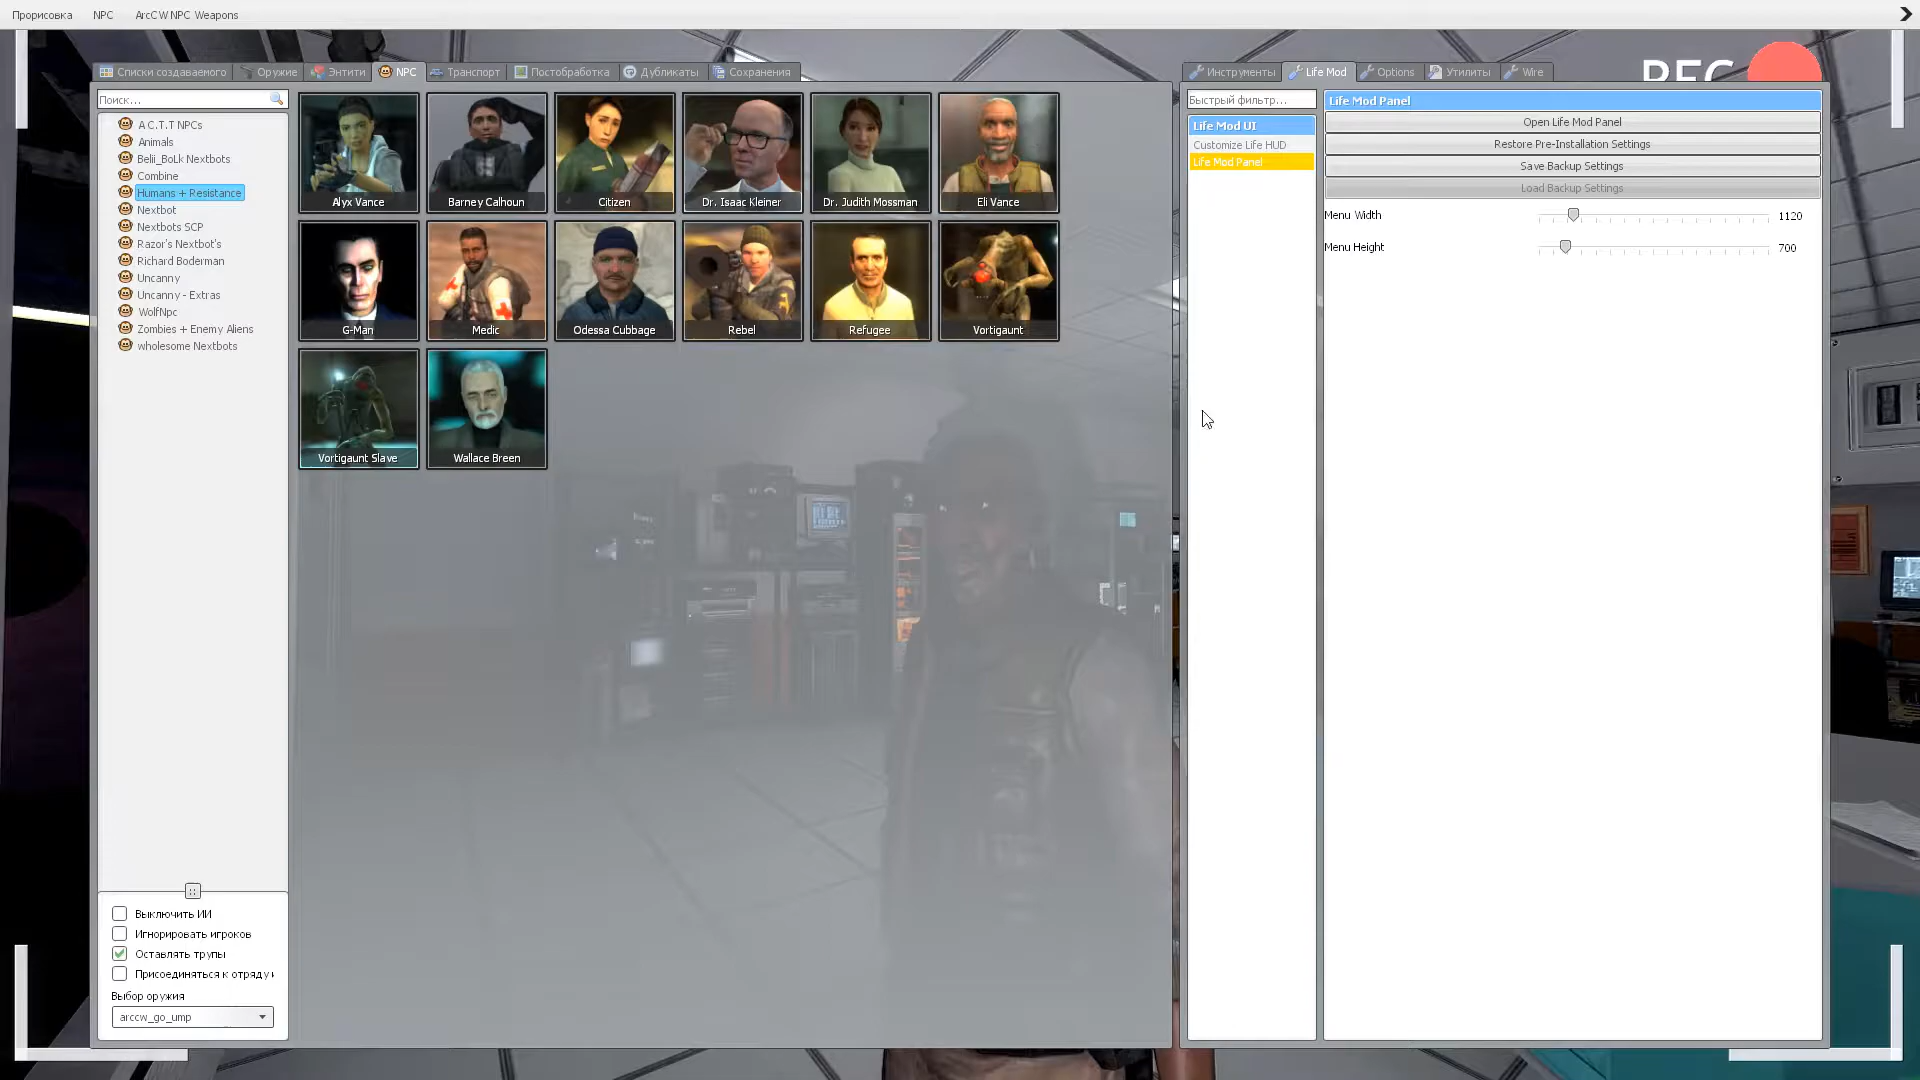 Прорисовка NPC ArcCW NPC Weapons
REC
Списки создаваемого Оружие Энтити NPC Транспорт Постобработка Дубликаты Сохранения
Поиск...
A.C.T.T NPCs
Animals
Belii_BoLk Nextbots
Combine
Humans + Resistance
Nextbot
Nextbots SCP
Razor's Nextbot's
Richard Boderman
Uncanny
Uncanny - Extras
WolfNpc
Zombies + Enemy Aliens
wholesome Nextbots
Выключить ИИ
Игнорировать игроков
Оставлять трупы
Присоединяться к отряду
Выбор оружия
arccw_go_ump
Alyx Vance Barney Calhoun Citizen Dr. Isaac Kleiner Dr. Judith Mossman Eli Vance
G-Man Medic Odessa Cubbage Rebel Refugee Vortigaunt
Vortigaunt Slave Wallace Breen
Инструменты Life Mod Options Утилиты Wire
Быстрый фильтр...
Life Mod UI
Customize Life HUD
Life Mod Panel
Life Mod Panel
Open Life Mod Panel
Restore Pre-Installation Settings
Save Backup Settings
Load Backup Settings
Menu Width 1120
Menu Height 700